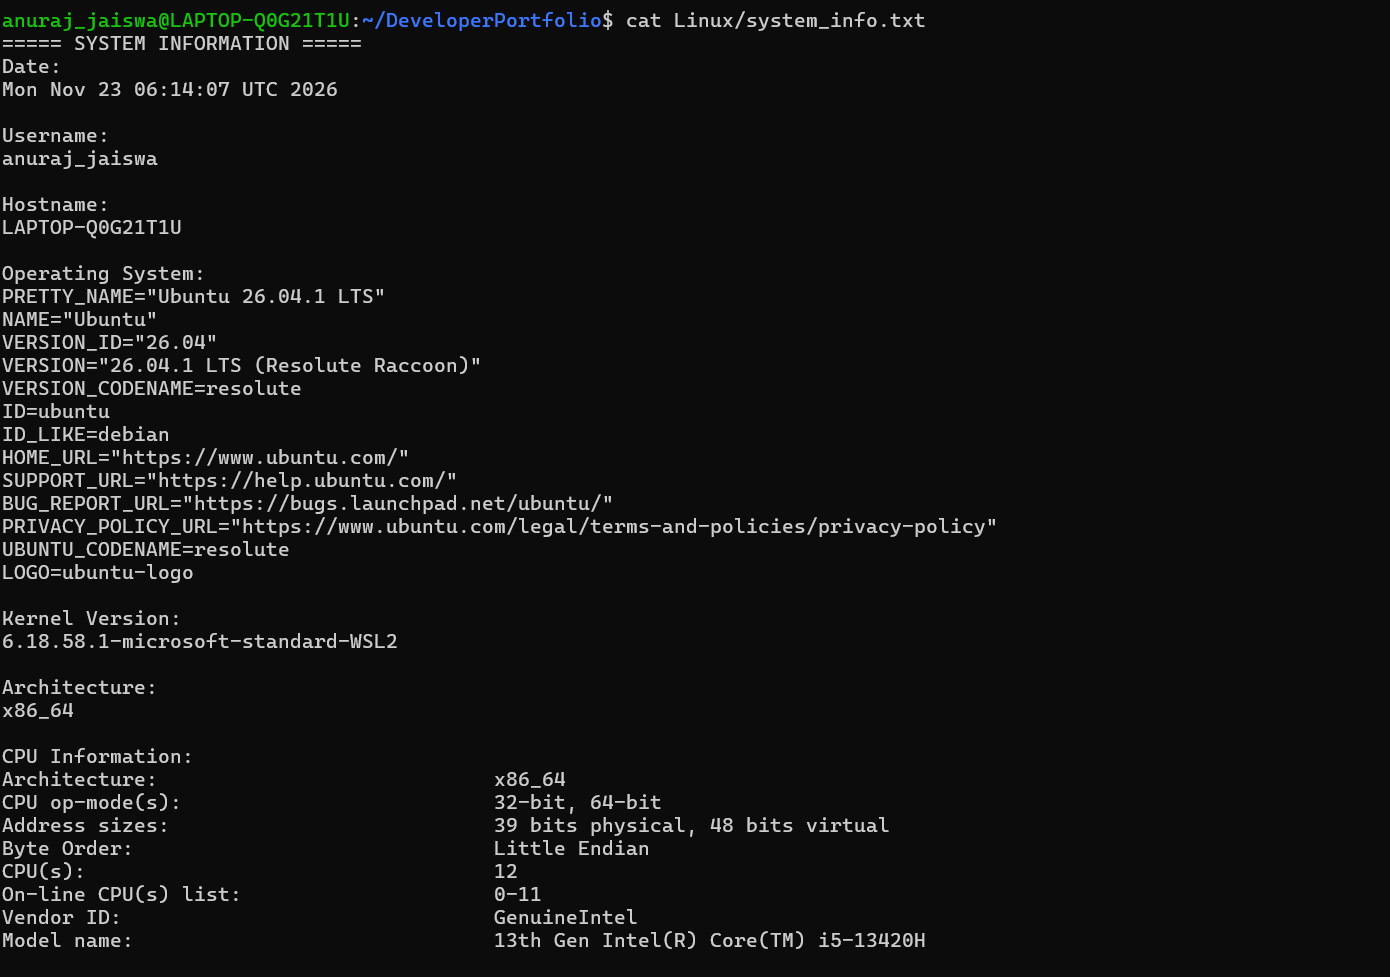 anuraj_jaiswa@LAPTOP-Q0G21T1U:~/DeveloperPortfolio$ cat Linux/system_info.txt
===== SYSTEM INFORMATION =====
Date:
Mon Nov 23 06:14:07 UTC 2026

Username:
anuraj_jaiswa

Hostname:
LAPTOP-Q0G21T1U

Operating System:
PRETTY_NAME="Ubuntu 26.04.1 LTS"
NAME="Ubuntu"
VERSION_ID="26.04"
VERSION="26.04.1 LTS (Resolute Raccoon)"
VERSION_CODENAME=resolute
ID=ubuntu
ID_LIKE=debian
HOME_URL="https://www.ubuntu.com/"
SUPPORT_URL="https://help.ubuntu.com/"
BUG_REPORT_URL="https://bugs.launchpad.net/ubuntu/"
PRIVACY_POLICY_URL="https://www.ubuntu.com/legal/terms-and-policies/privacy-policy"
UBUNTU_CODENAME=resolute
LOGO=ubuntu-logo

Kernel Version:
6.18.58.1-microsoft-standard-WSL2

Architecture:
x86_64

CPU Information:
Architecture:                            x86_64
CPU op-mode(s):                          32-bit, 64-bit
Address sizes:                           39 bits physical, 48 bits virtual
Byte Order:                              Little Endian
CPU(s):                                  12
On-line CPU(s) list:                     0-11
Vendor ID:                               GenuineIntel
Model name:                              13th Gen Intel(R) Core(TM) i5-13420H